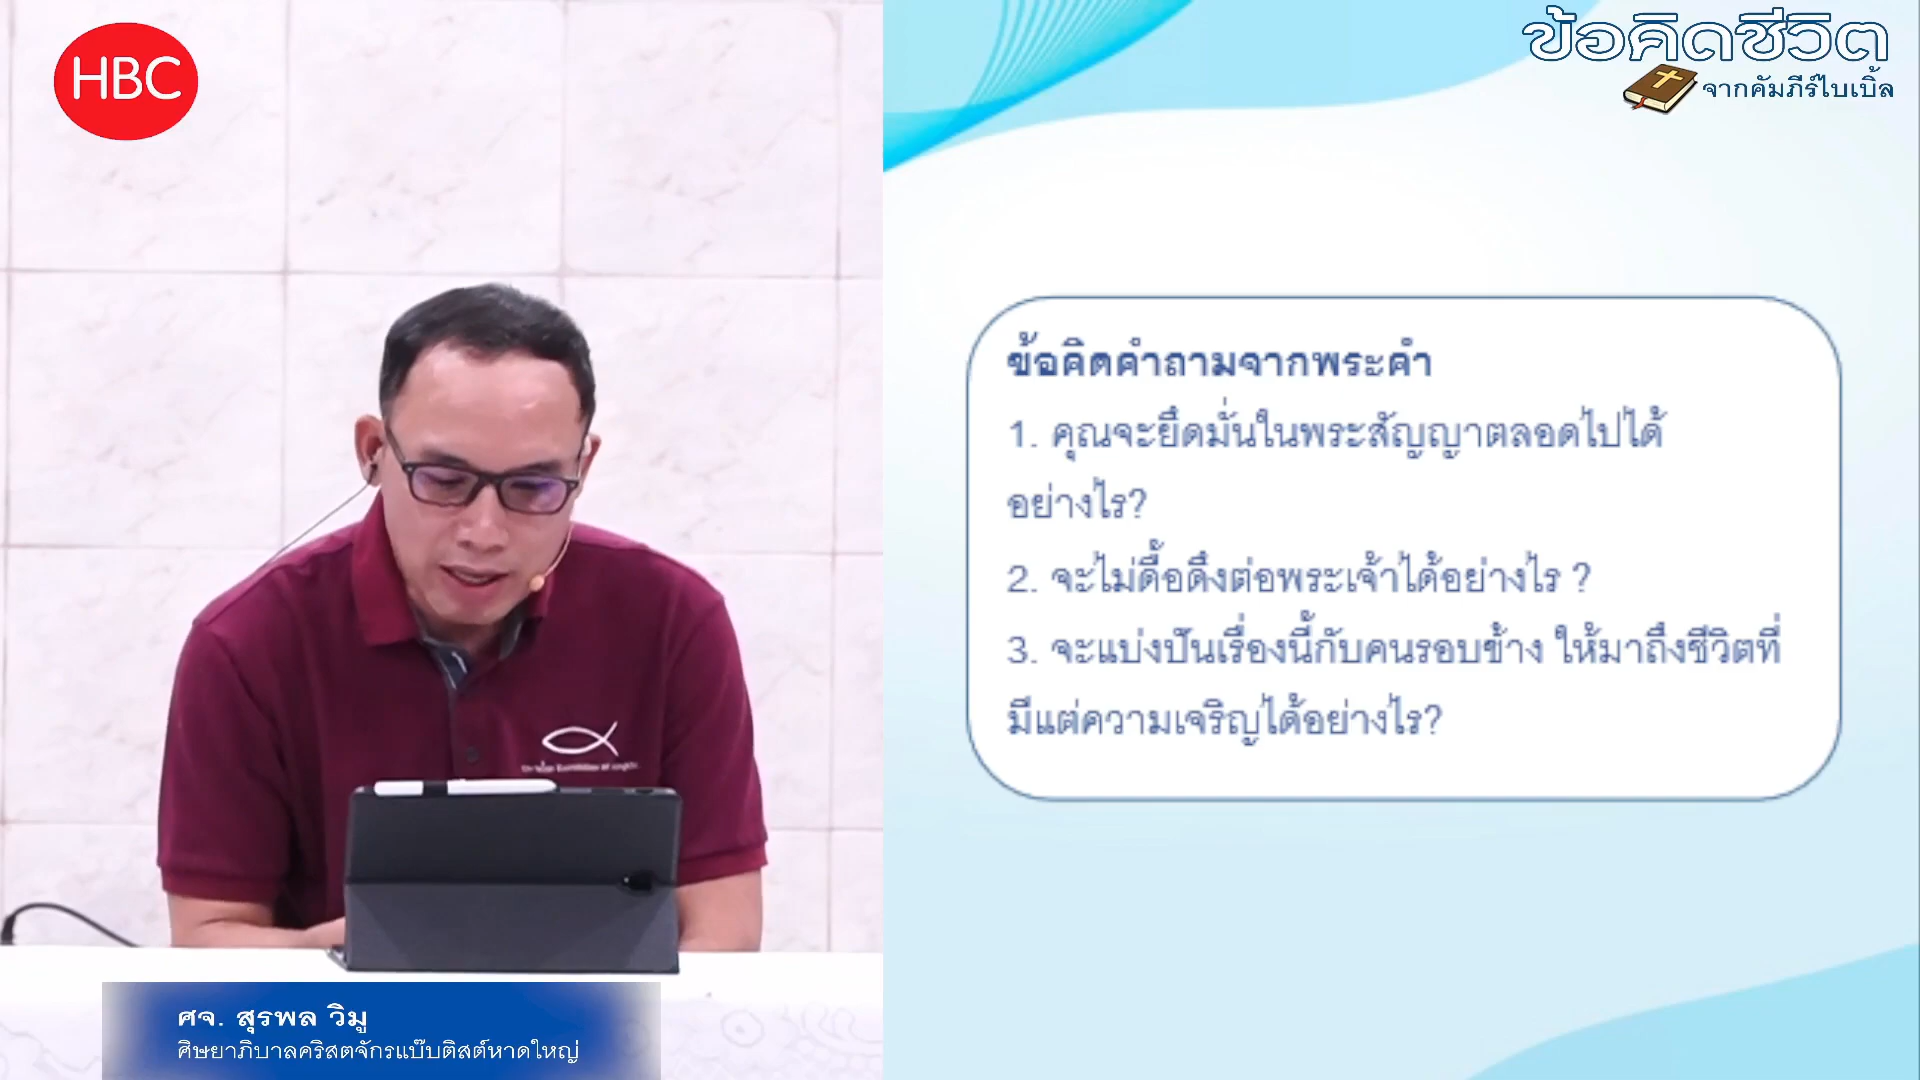 HBC
ข้อคิดชีวิต
จากคัมภีร์ไบเบิ้ล
ข้อคิดคำถามจากพระคำ
1. คุณจะยึดมั่นในพระสัญญาตลอดไปได้
อย่างไร?
2. จะไม่ดื้อดึงต่อพระเจ้าได้อย่างไร ?
3. จะแบ่งปันเรื่องนี้กับคนรอบข้าง ให้มาถึงชีวิตที่
มีแต่ความเจริญได้อย่างไร?
ศจ. สุรพล วิมู
ศิษยาภิบาลคริสตจักรแบ๊บติสต์หาดใหญ่